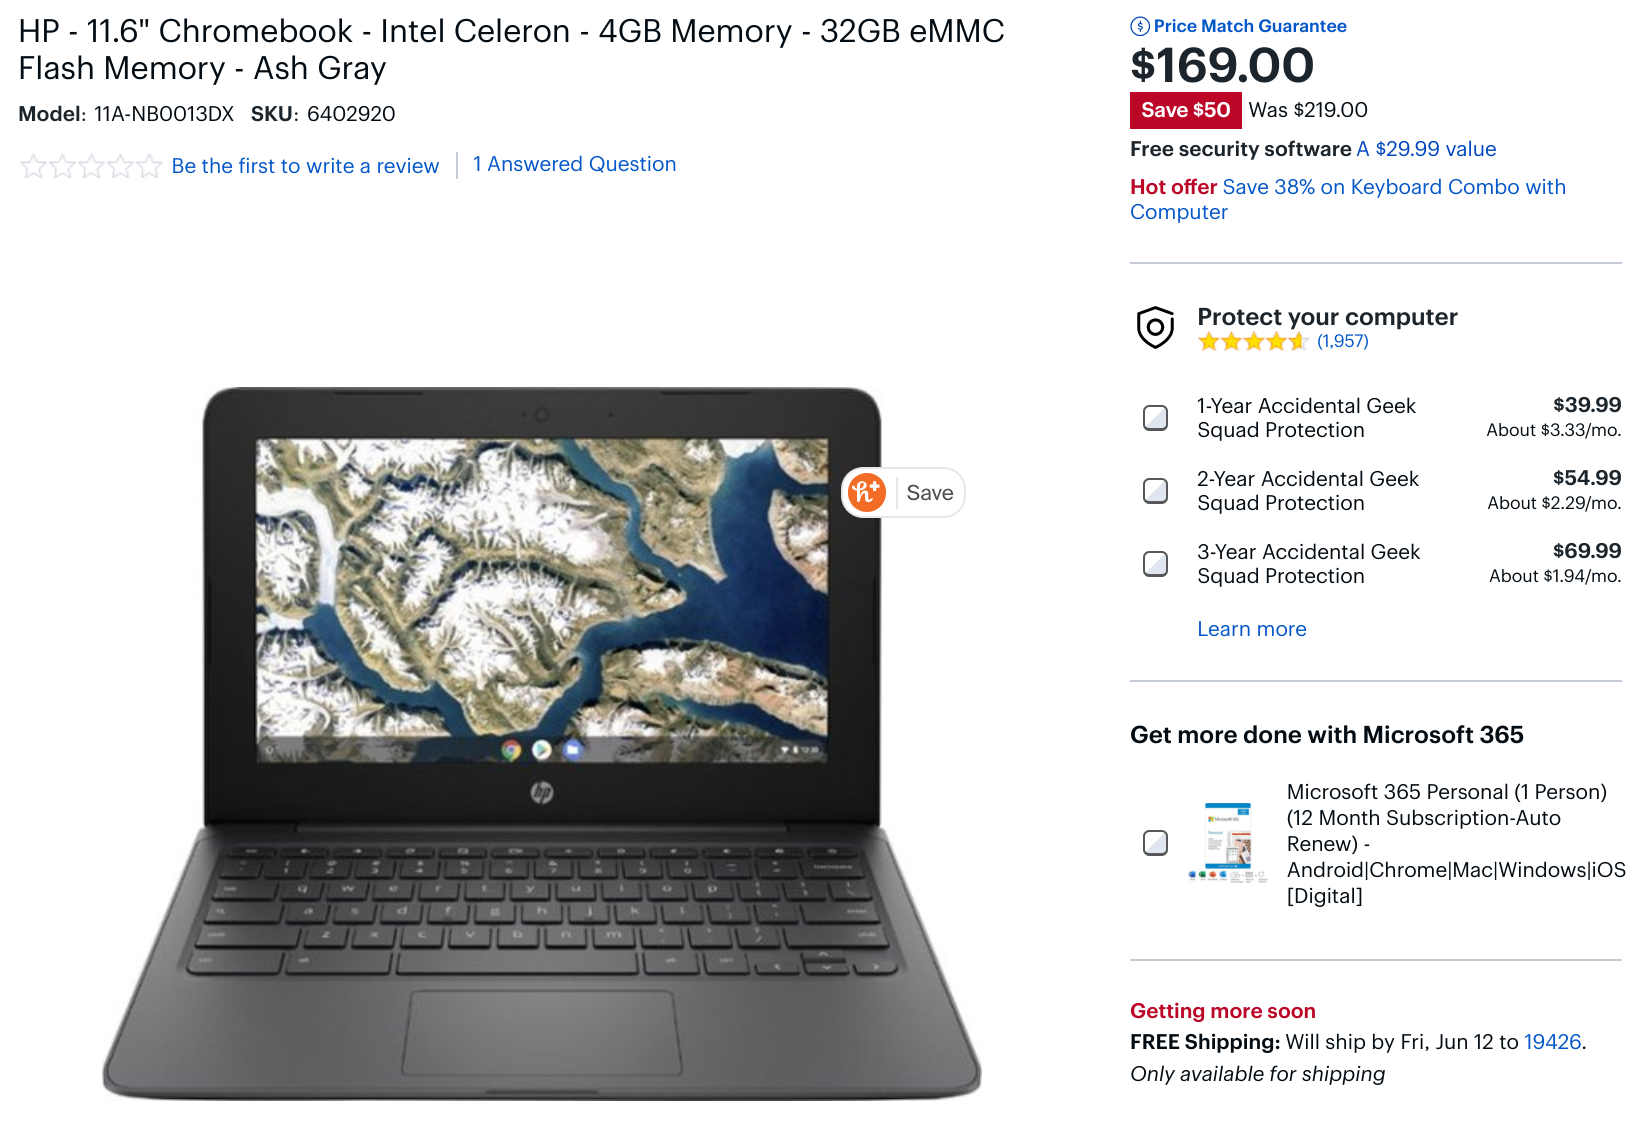 HP - 11.6" Chromebook - Intel Celeron - 4GB Memory - 32GB eMMC
Flash Memory - Ash Gray
Model: 11A-NB0013DX SKU: 6402920
Be the first to write a review
1 Answered Question
Save
hp
Price Match Guarantee
$169.00
Save $50 Was $219.00
Free security software A $29.99 value
Hot offer Save 38% on Keyboard Combo with
Computer
Protect your computer
(1,957)
1-Year Accidental Geek
Squad Protection
$39.99
About $3.33/mo.
2-Year Accidental Geek
Squad Protection
$54.99
About $2.29/mo.
3-Year Accidental Geek
Squad Protection
$69.99
About $1.94/mo.
Learn more
Get more done with Microsoft 365
Microsoft 365 Personal (1 Person)
(12 Month Subscription-Auto
Renew) -
Android|Chrome|Mac|Windows|iOS
[Digital]
Getting more soon
FREE Shipping: Will ship by Fri, Jun 12 to 19426.
Only available for shipping